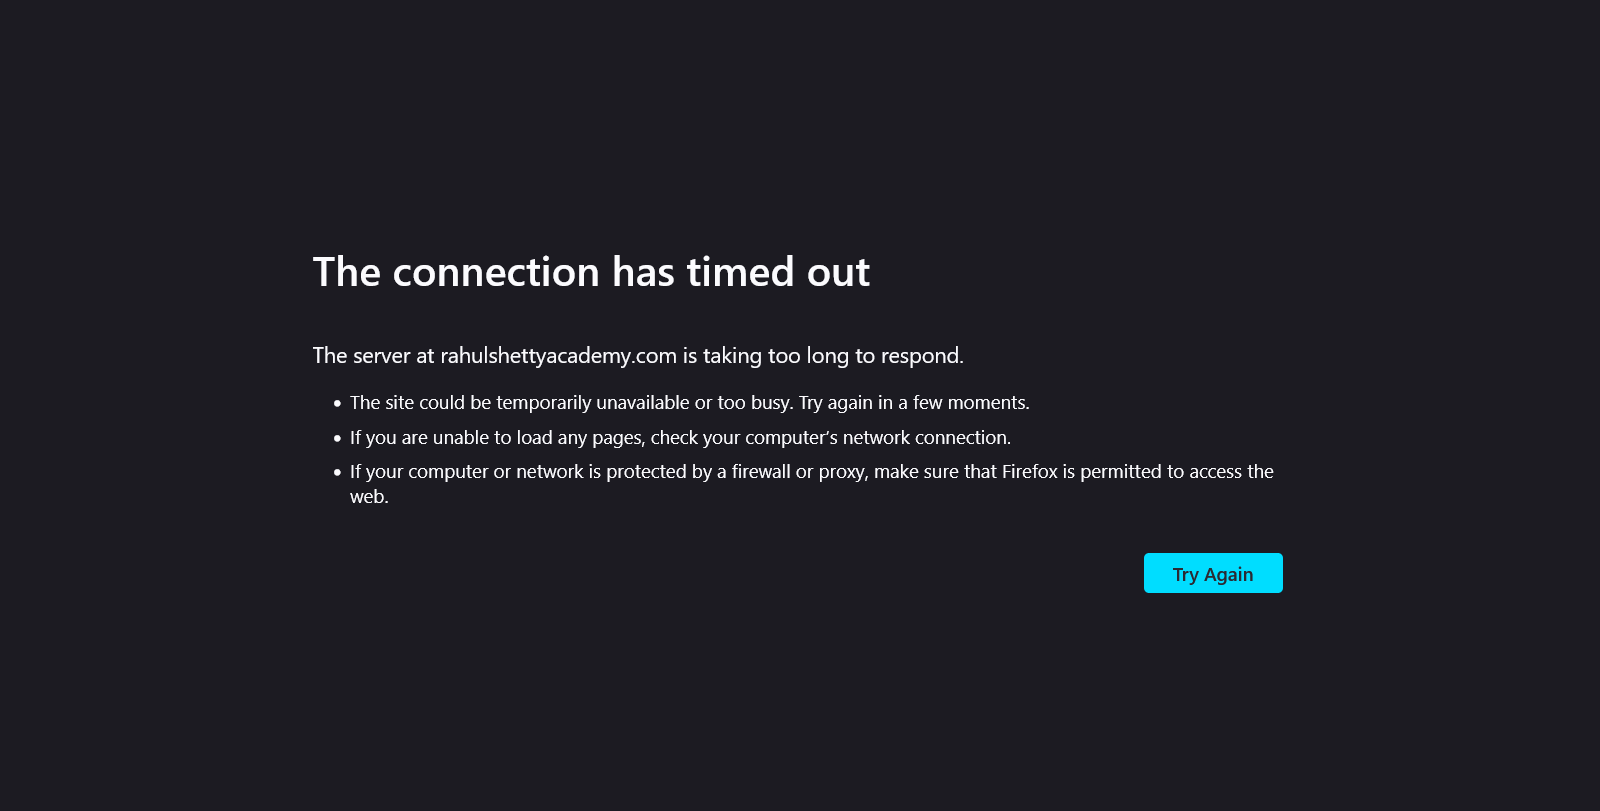 The connection has timed out
The server at rahulshettyacademy.com is taking too long to respond.
• The site could be temporarily unavailable or too busy. Try again in a few moments.
• If you are unable to load any pages, check your computer’s network connection.
• If your computer or network is protected by a firewall or proxy, make sure that Firefox is permitted to access the
web.
Try Again